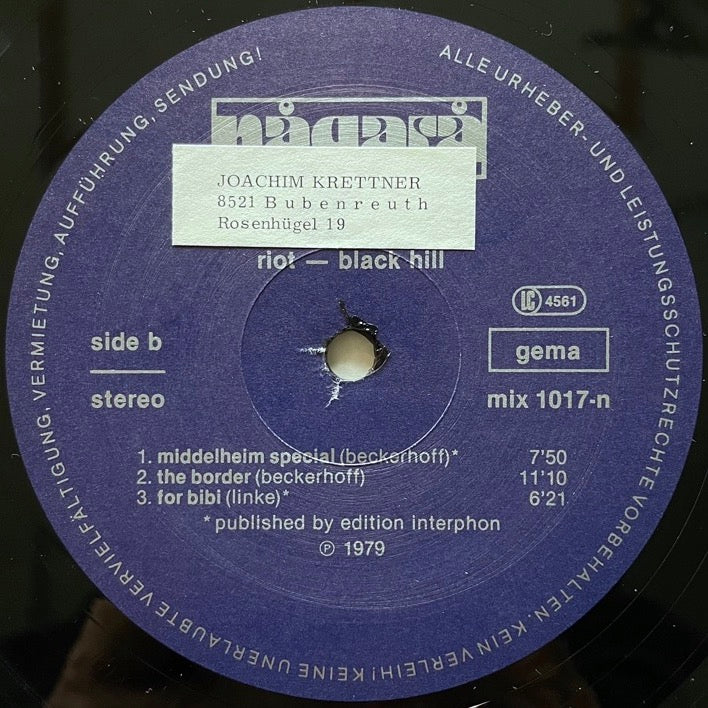 ALLE URHEBER- UND LEISTUNGSSCHUTZRECHTE VORBEHALTEN. KEIN VERLEIH! KEINE UNERLAUBTE VERVIELFÄLTIGUNG, VERMIETUNG, AUFFÜHRUNG, SENDUNG!
någarå
JOACHIM KRETTNER
8521 Bubenreuth
Rosenhügel 19
riot — black hill
LC 4561
side b
gema
stereo
mix 1017-n
1. middelheim special (beckerhoff)* 7'50
2. the border (beckerhoff) 11'10
3. for bibi (linke)* 6'21
*published by edition interphon
℗ 1979